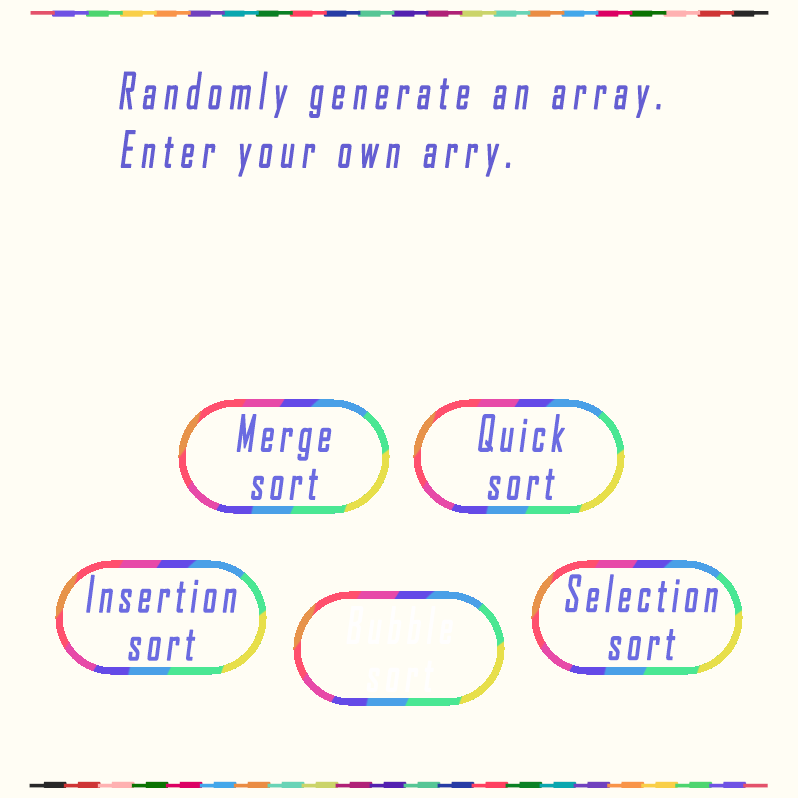 Randomly generate an array.
Enter your own arry.
Merge
sort
Quick
sort
Insertion
sort
Selection
sort